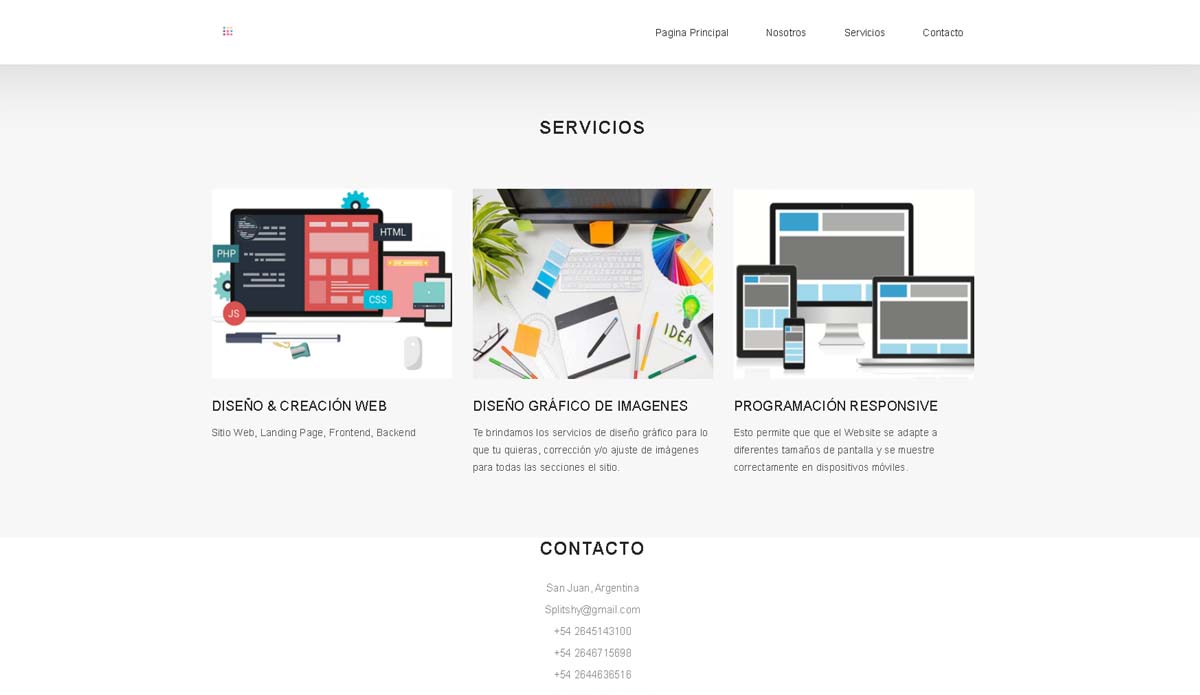 Pagina Principal
Nosotros
Servicios
Contacto
SERVICIOS
HTML
PHP
CSS
JS
IDEA
DISEÑO & CREACIÓN WEB
Sitio Web, Landing Page, Frontend, Backend
DISEÑO GRÁFICO DE IMAGENES
Te brindamos los servicios de diseño gráfico para lo
que tu quieras, corrección y/o ajuste de imágenes
para todas las secciones el sitio.
PROGRAMACIÓN RESPONSIVE
Esto permite que que el Website se adapte a
diferentes tamaños de pantalla y se muestre
correctamente en dispositivos móviles.
CONTACTO
San Juan, Argentina
Splitshy@gmail.com
+54 2645143100
+54 2646715698
+54 2644636516